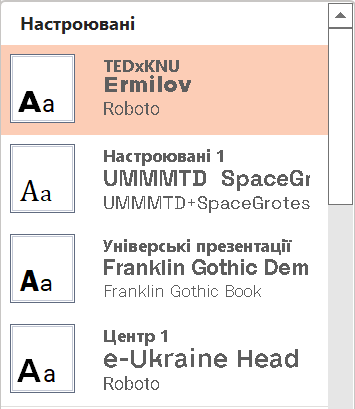 Настроювані
Aa
TEDxKNU
Ermilov
Roboto
Aa
Настроювані 1
UMMMTD SpaceGr
UMMMTD+SpaceGrotes
Aa
Універські презентації
Franklin Gothic Dem
Franklin Gothic Book
Aa
Центр 1
e-Ukraine Head
Roboto